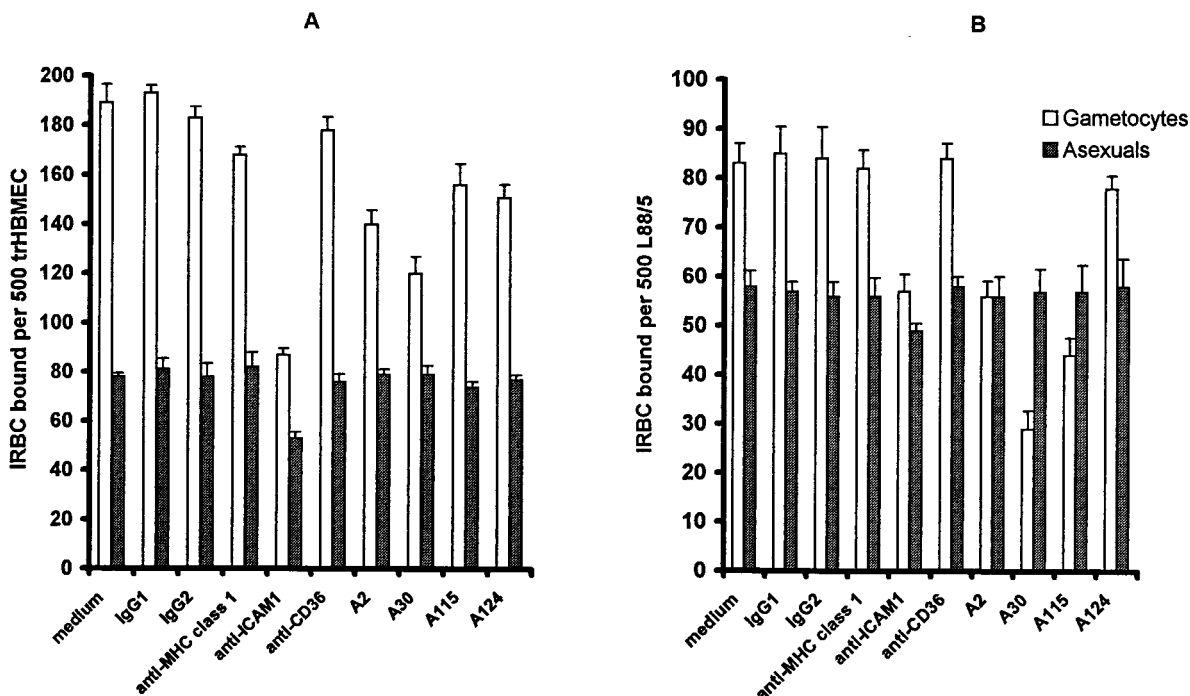 A
IRBC bound per 500 trHBMEC
200
180
160
140
120
100
80
60
40
20
0
medium
IgG1
IgG2
anti-MHC class 1
anti-ICAM1
anti-CD36
A2
A30
A115
A124
B
IRBC bound per 500 L88/5
100
90
80
70
60
50
40
30
20
10
0
Gametocytes
Asexuals
medium
IgG1
IgG2
anti-MHC class 1
anti-ICAM1
anti-CD36
A2
A30
A115
A124